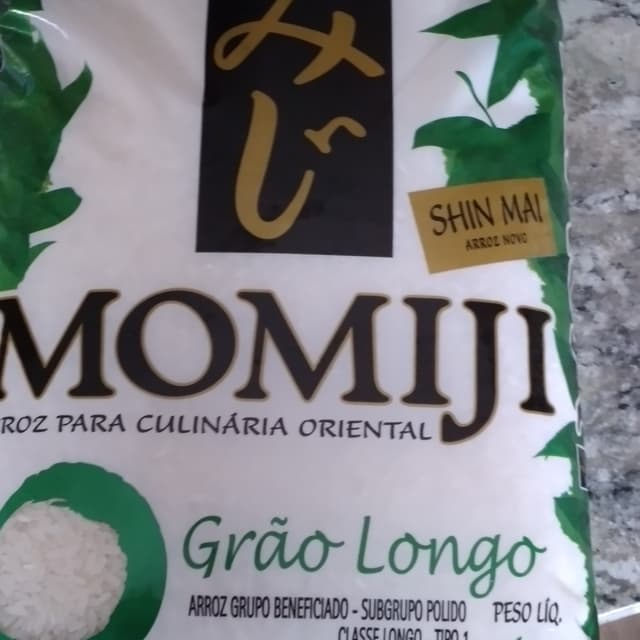 みじ
SHIN MAI
ARROZ NOVO
MOMIJI
ROZ PARA CULINÁRIA ORIENTAL
Grão Longo
ARROZ GRUPO BENEFICIADO - SUBGRUPO POLIDO
CLASSE LONGO TIPO 1
PESO LÍQ.